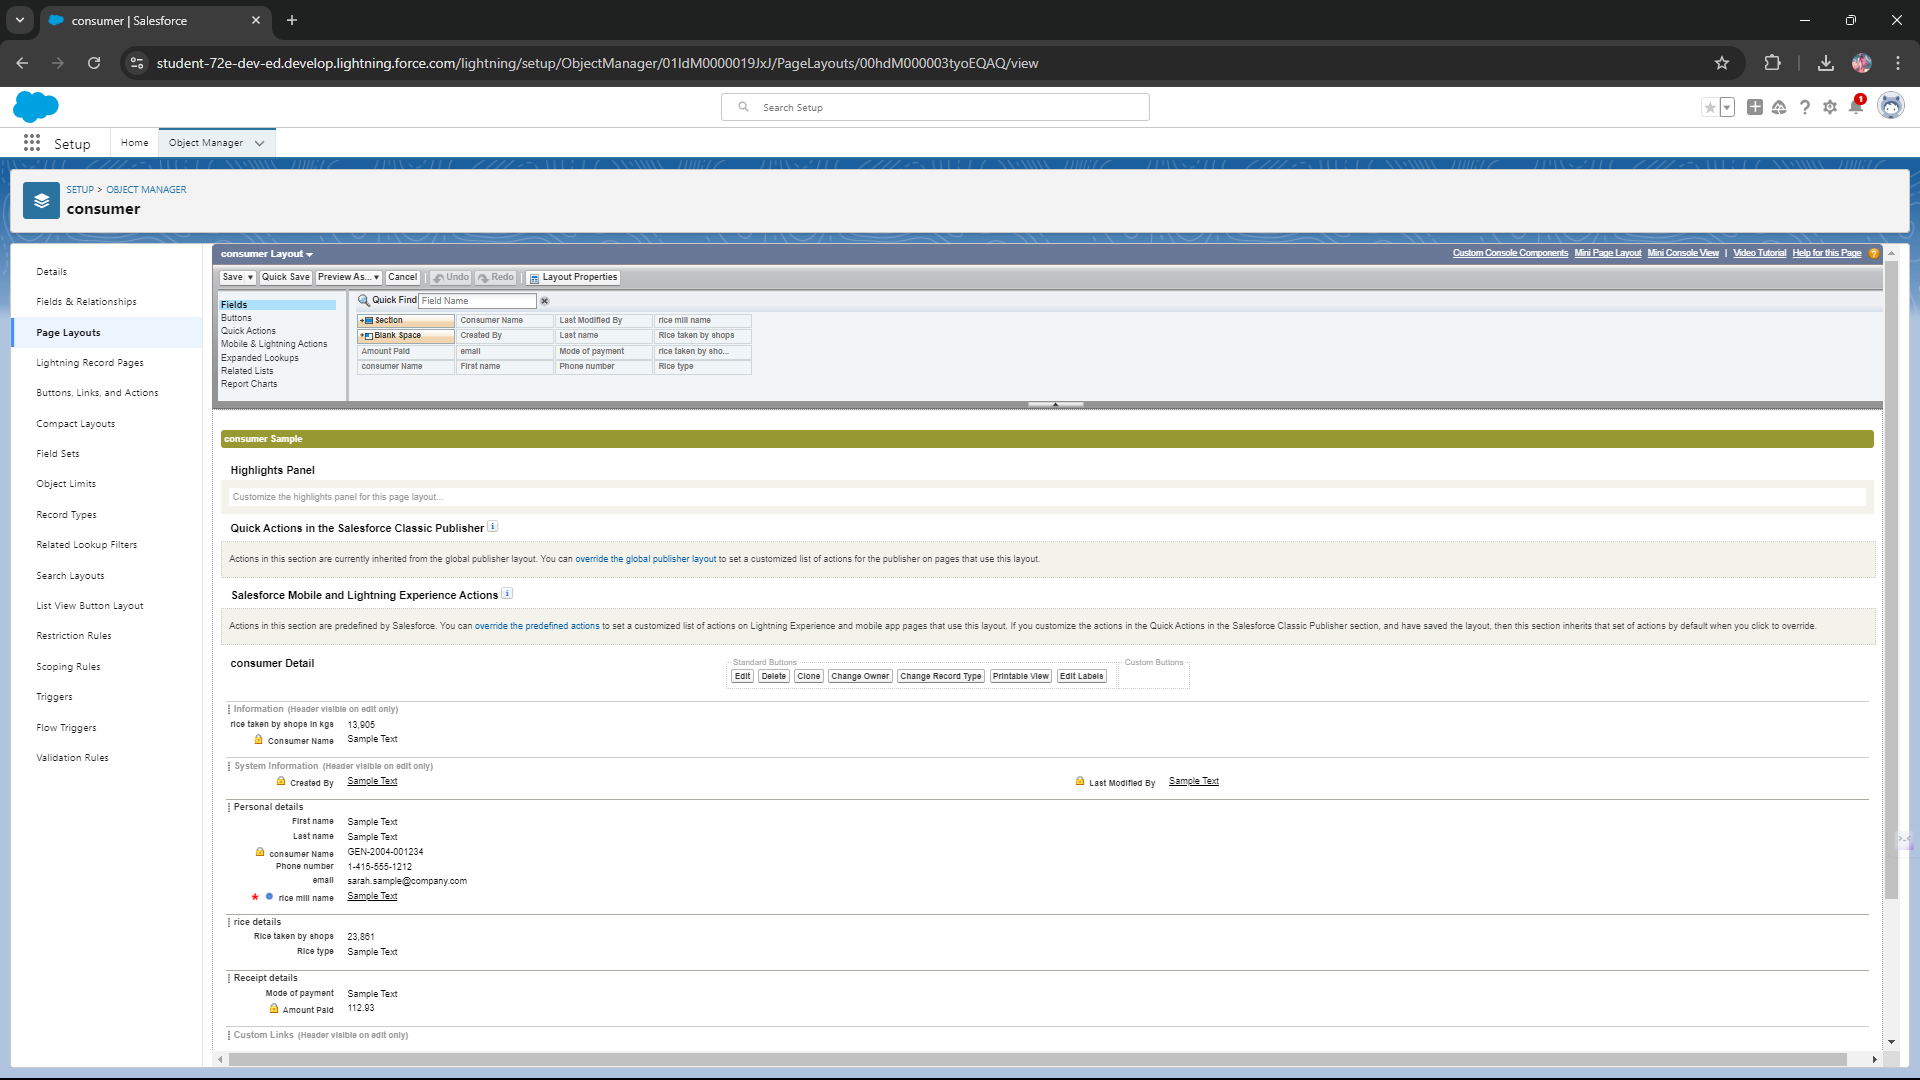 consumer | Salesforce
student-72e-dev-ed.develop.lightning.force.com/lightning/setup/ObjectManager/01IdM0000019JxJ/PageLayouts/00hdM000003tyoEQAQ/view
Search Setup
1
Setup
Home
Object Manager
SETUP > OBJECT MANAGER
consumer
Details
Fields & Relationships
Page Layouts
Lightning Record Pages
Buttons, Links, and Actions
Compact Layouts
Field Sets
Object Limits
Record Types
Related Lookup Filters
Search Layouts
List View Button Layout
Restriction Rules
Scoping Rules
Triggers
Flow Triggers
Validation Rules
consumer Layout
Custom Console Components Mini Page Layout Mini Console View | Video Tutorial Help for this Page ?
Save Quick Save Preview As... Cancel Undo Redo Layout Properties
Fields
Buttons
Quick Actions
Mobile & Lightning Actions
Expanded Lookups
Related Lists
Report Charts
Quick Find Field Name
Section Consumer Name Last Modified By rice mill name
Blank Space Created By Last name Rice taken by shops
Amount Paid email Mode of payment rice taken by sho...
consumer Name First name Phone number Rice type
consumer Sample
Highlights Panel
Customize the highlights panel for this page layout...
Quick Actions in the Salesforce Classic Publisher i
Actions in this section are currently inherited from the global publisher layout. You can override the global publisher layout to set a customized list of actions for the publisher on pages that use this layout.
Salesforce Mobile and Lightning Experience Actions i
Actions in this section are predefined by Salesforce. You can override the predefined actions to set a customized list of actions on Lightning Experience and mobile app pages that use this layout. If you customize the actions in the Quick Actions in the Salesforce Classic Publisher section, and have saved the layout, then this section inherits that set of actions by default when you click to override.
consumer Detail
Standard Buttons
Edit Delete Clone Change Owner Change Record Type Printable View Edit Labels
Custom Buttons
Information (Header visible on edit only)
rice taken by shops in kgs 13,905
Consumer Name Sample Text
System Information (Header visible on edit only)
Created By Sample Text
Last Modified By Sample Text
Personal details
First name Sample Text
Last name Sample Text
consumer Name GEN-2004-001234
Phone number 1-415-555-1212
email sarah.sample@company.com
* rice mill name Sample Text
rice details
Rice taken by shops 23,861
Rice type Sample Text
Receipt details
Mode of payment Sample Text
Amount Paid 112.93
Custom Links (Header visible on edit only)